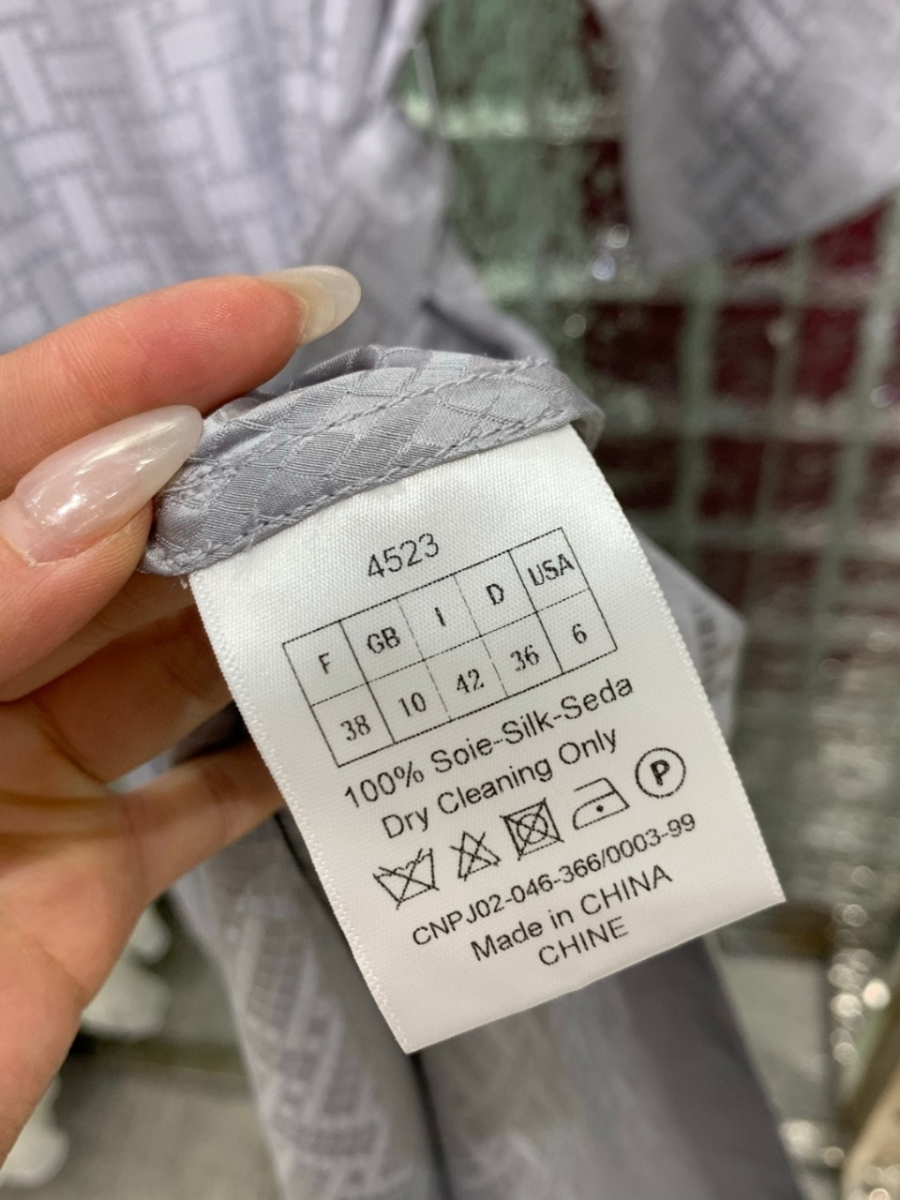 4523
F GB I D USA
38 10 42 36 6
100% Soie-Silk-Seda
Dry Cleaning Only
P
CNPJ02-046-366/0003-99
Made in CHINA
CHINE